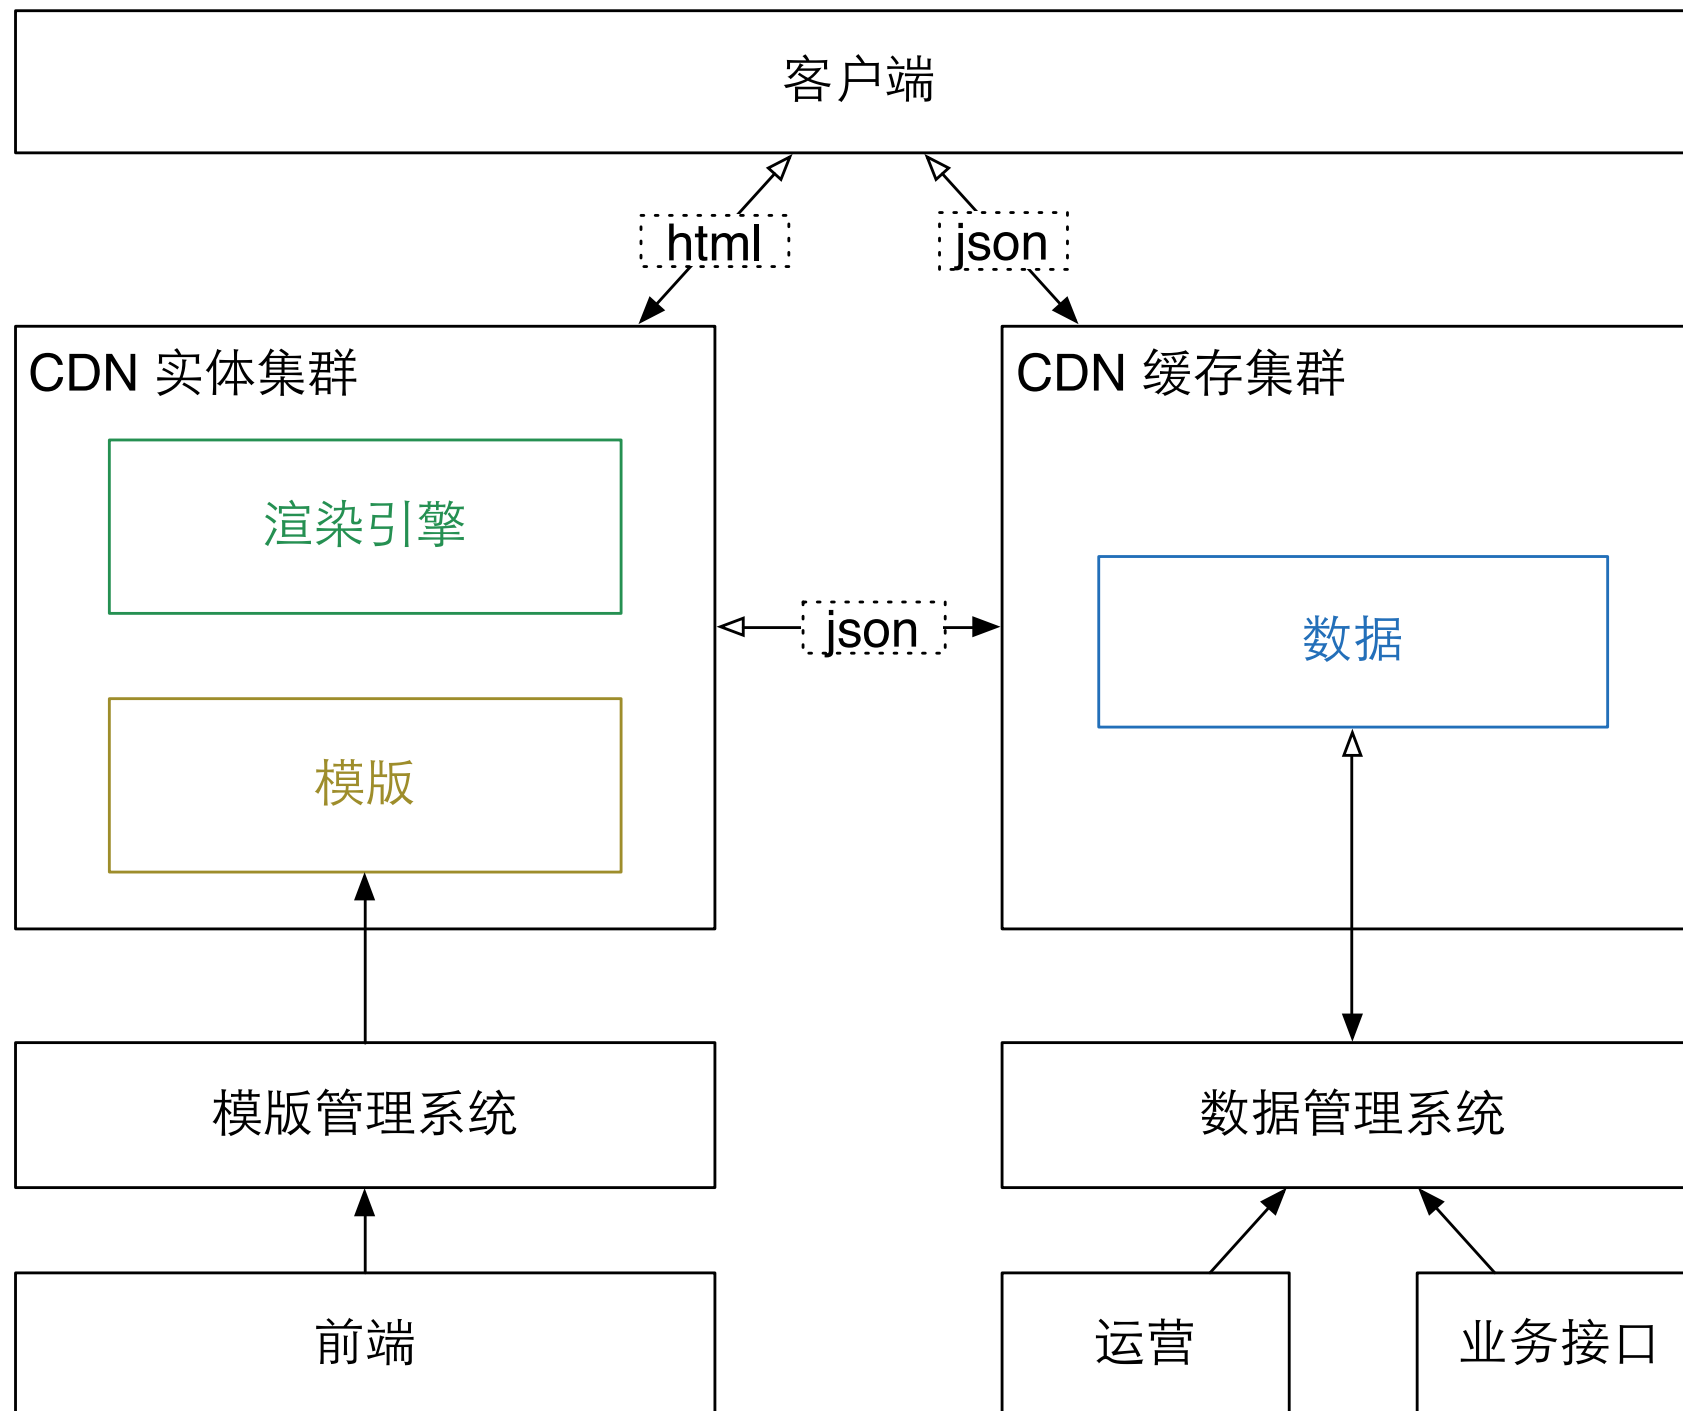 客户端
html
json
CDN 实体集群
CDN 缓存集群
渲染引擎
json
数据
模版
模版管理系统
数据管理系统
前端
运营
业务接口